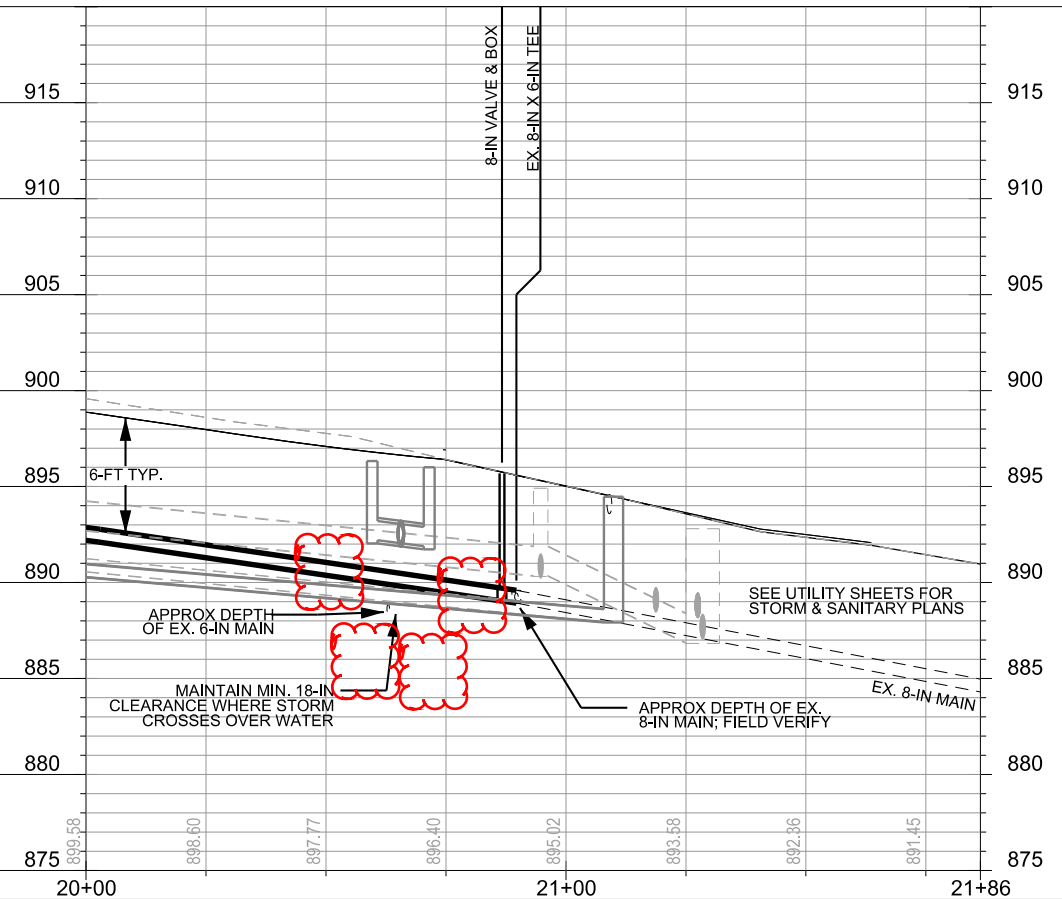 8-IN VALVE & BOX
EX. 8-IN X 6-IN TEE
915
915
910
910
905
905
900
900
895
895
6-FT TYP.
890
890
SEE UTILITY SHEETS FOR
STORM & SANITARY PLANS
APPROX DEPTH
OF EX. 6-IN MAIN
885
885
MAINTAIN MIN. 18-IN
CLEARANCE WHERE STORM
CROSSES OVER WATER
APPROX DEPTH OF EX.
8-IN MAIN; FIELD VERIFY
EX. 8-IN MAIN
880
880
899.58
898.60
897.77
896.40
895.02
893.58
892.36
891.45
875
875
20+00
21+00
21+86